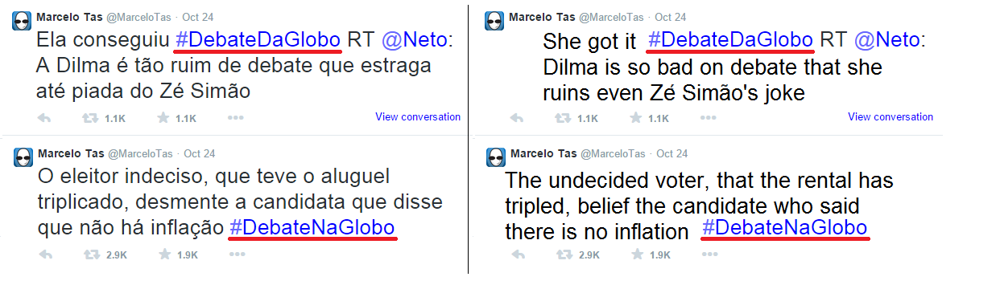 Marcelo Tas @MarceloTas · Oct 24
Ela conseguiu #DebateDaGlobo RT @Neto:
A Dilma é tão ruim de debate que estraga
até piada do Zé Simão
1.1K 1.1K View conversation
Marcelo Tas @MarceloTas · Oct 24
O eleitor indeciso, que teve o aluguel
triplicado, desmente a candidata que disse
que não há inflação #DebateNaGlobo
2.9K 1.9K
Marcelo Tas @MarceloTas · Oct 24
She got it #DebateDaGlobo RT @Neto:
Dilma is so bad on debate that she
ruins even Zé Simão's joke
1.1K 1.1K View conversation
Marcelo Tas @MarceloTas · Oct 24
The undecided voter, that the rental has
tripled, belief the candidate who said
there is no inflation #DebateNaGlobo
2.9K 1.9K